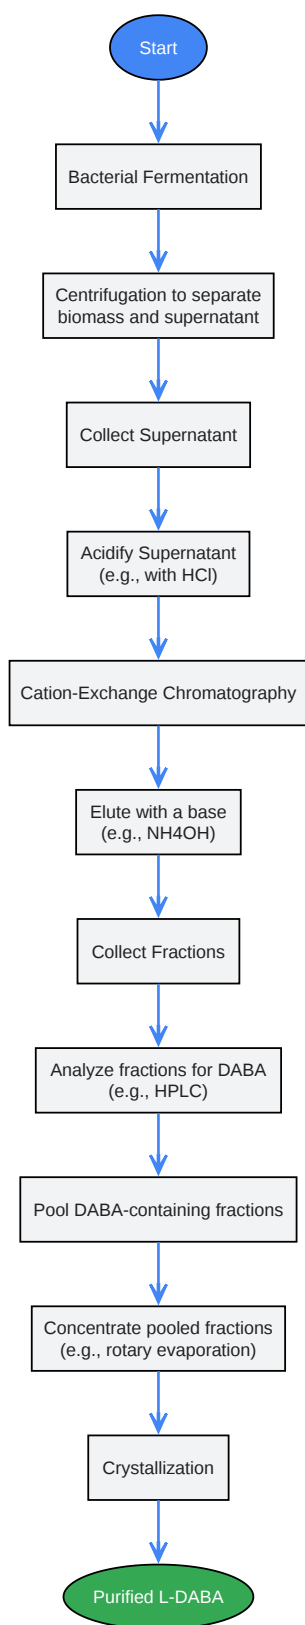 Start
Bacterial Fermentation
Centrifugation to separate
biomass and supernatant
Collect Supernatant
Acidify Supernatant
(e.g., with HCl)
Cation-Exchange Chromatography
Elute with a base
(e.g., NH4OH)
Collect Fractions
Analyze fractions for DABA
(e.g., HPLC)
Pool DABA-containing fractions
Concentrate pooled fractions
(e.g., rotary evaporation)
Crystallization
Purified L-DABA